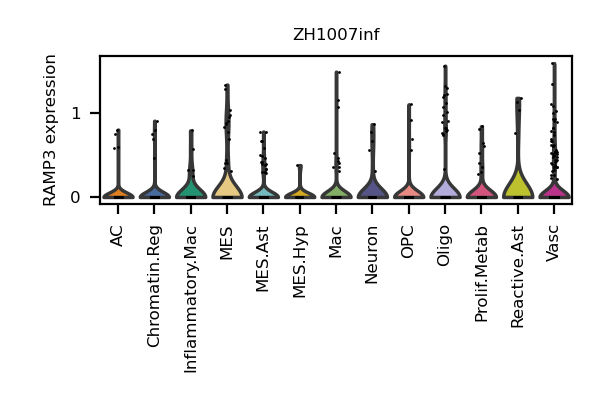 ZH1007inf
RAMP3 expression
1
0
AC
Chromatin.Reg
Inflammatory.Mac
MES
MES.Ast
MES.Hyp
Mac
Neuron
OPC
Oligo
Prolif.Metab
Reactive.Ast
Vasc